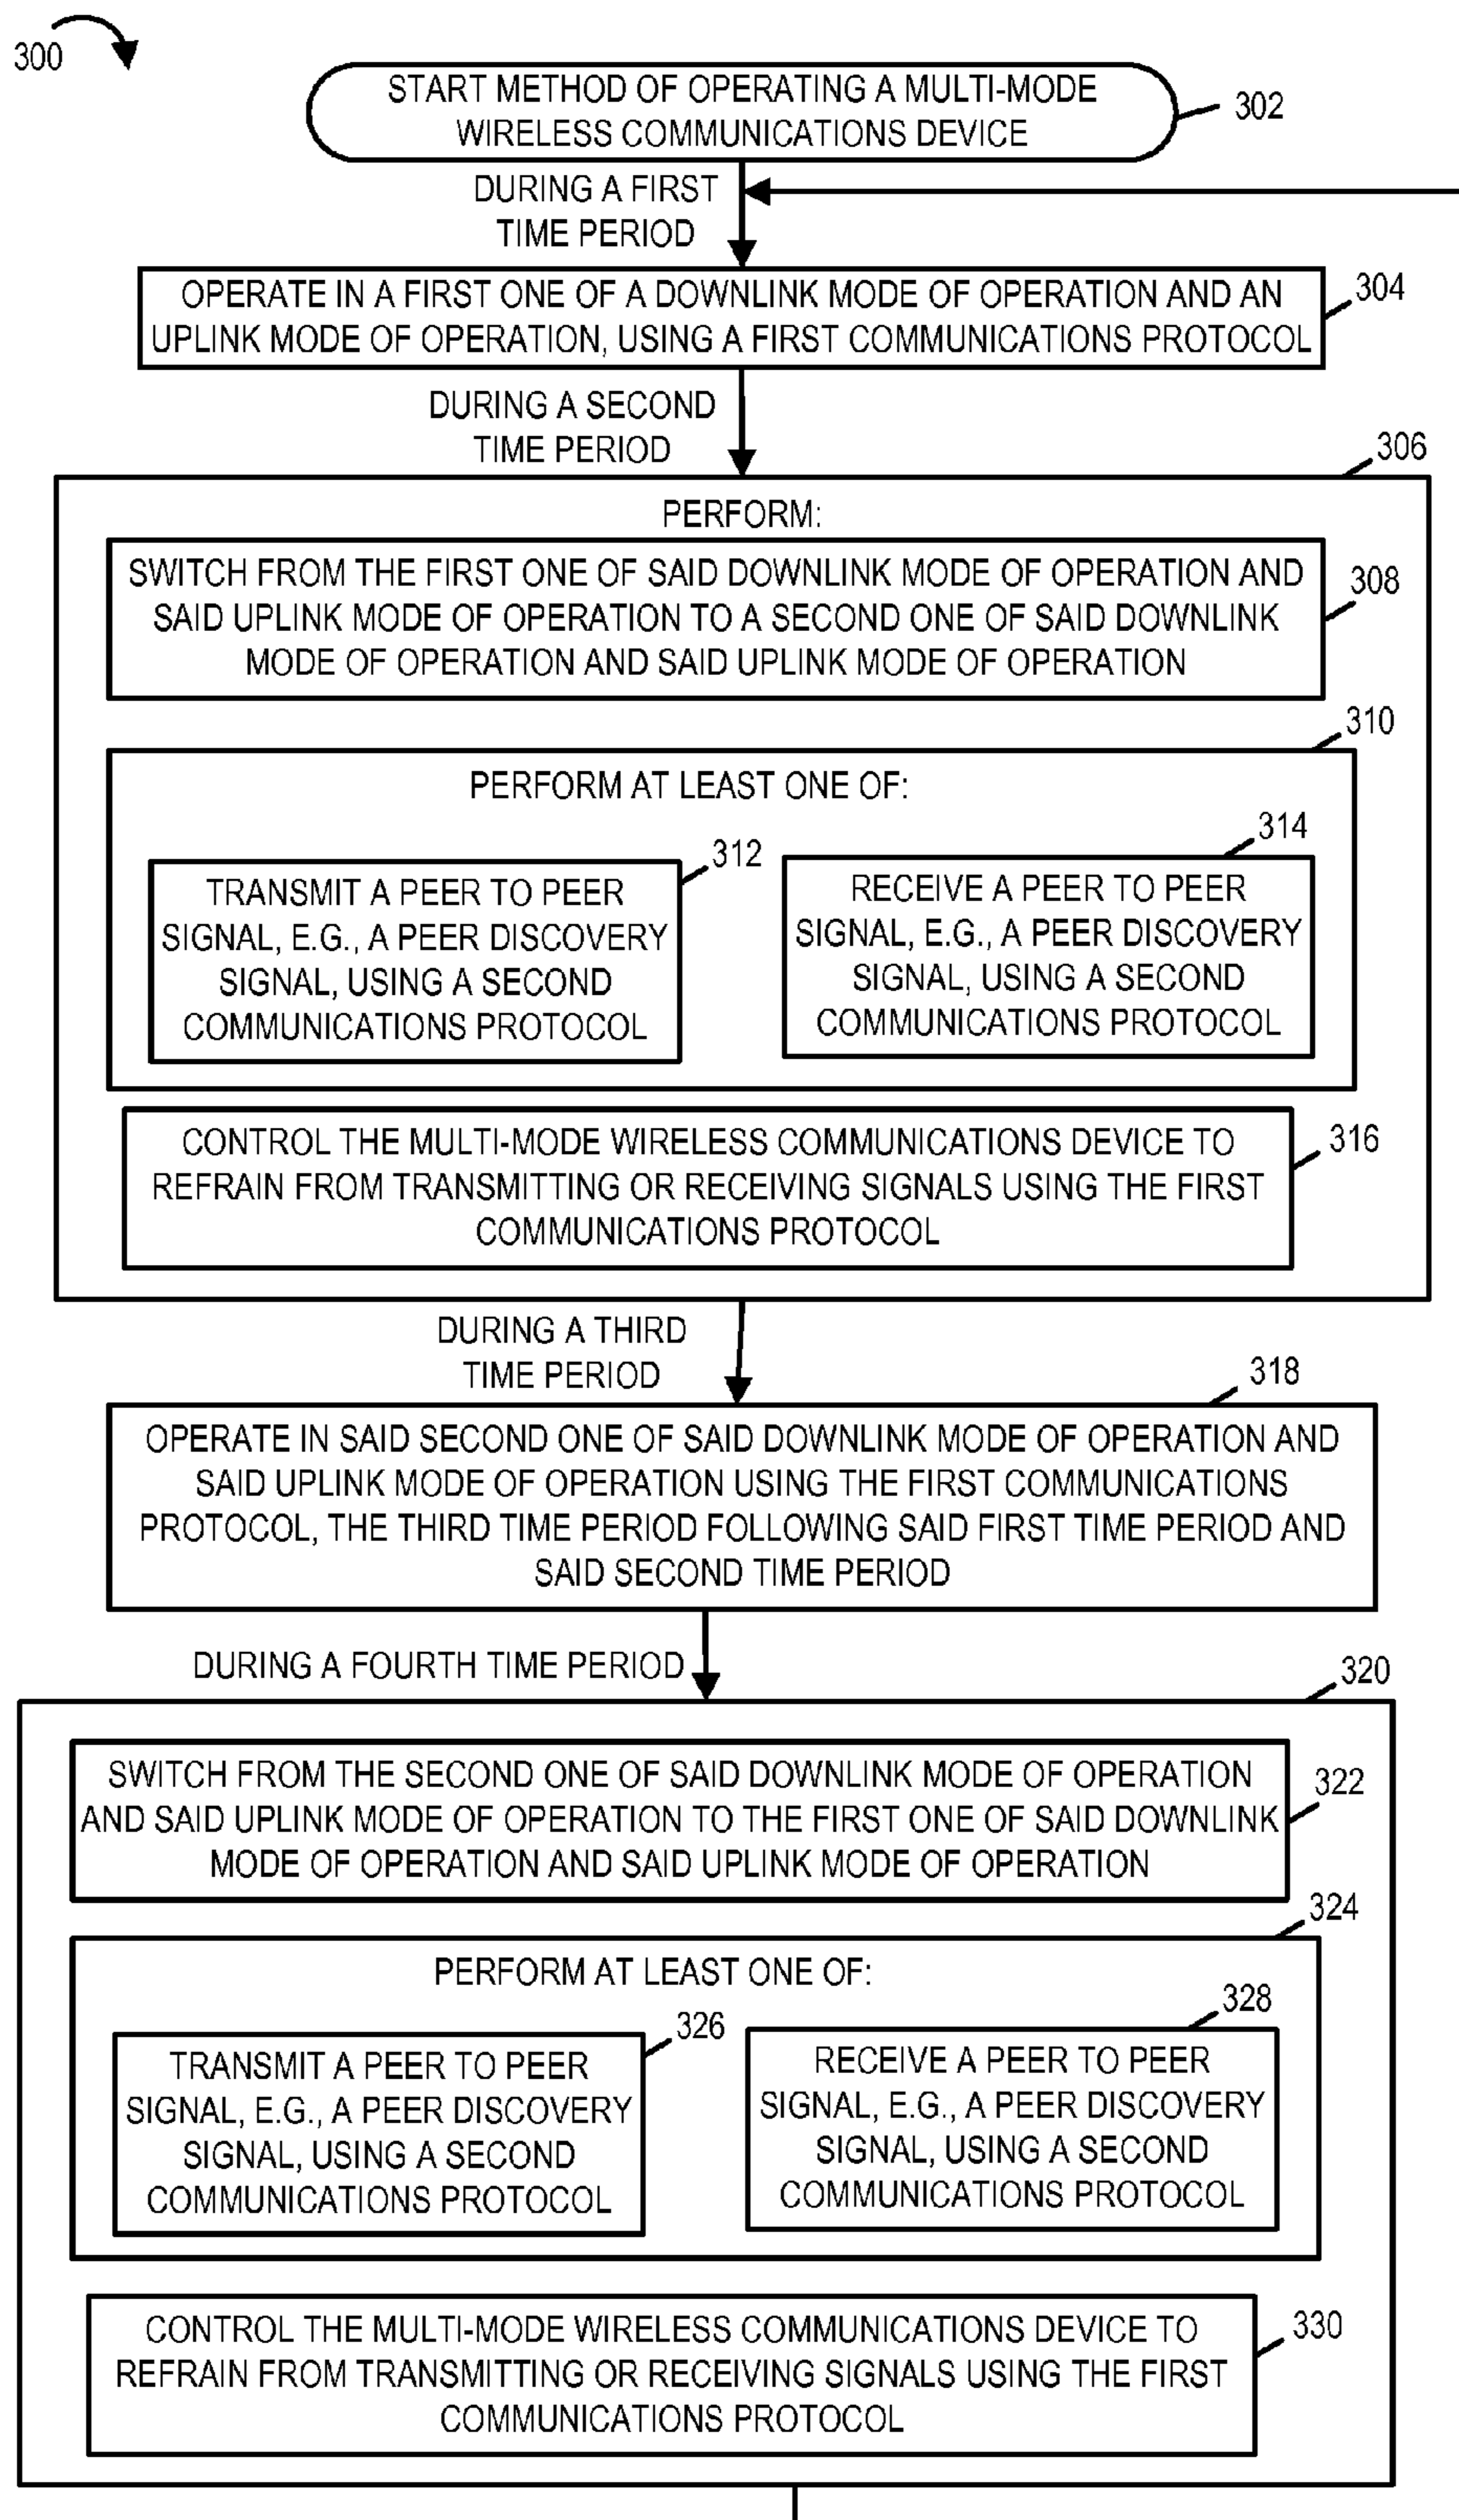 300
START METHOD OF OPERATING A MULTI-MODE
WIRELESS COMMUNICATIONS DEVICE
302
DURING A FIRST
TIME PERIOD
OPERATE IN A FIRST ONE OF A DOWNLINK MODE OF OPERATION AND AN
UPLINK MODE OF OPERATION, USING A FIRST COMMUNICATIONS PROTOCOL
304
DURING A SECOND
TIME PERIOD
306
PERFORM:
SWITCH FROM THE FIRST ONE OF SAID DOWNLINK MODE OF OPERATION AND
SAID UPLINK MODE OF OPERATION TO A SECOND ONE OF SAID DOWNLINK
MODE OF OPERATION AND SAID UPLINK MODE OF OPERATION
308
310
PERFORM AT LEAST ONE OF:
312
TRANSMIT A PEER TO PEER
SIGNAL, E.G., A PEER DISCOVERY
SIGNAL, USING A SECOND
COMMUNICATIONS PROTOCOL
314
RECEIVE A PEER TO PEER
SIGNAL, E.G., A PEER DISCOVERY
SIGNAL, USING A SECOND
COMMUNICATIONS PROTOCOL
CONTROL THE MULTI-MODE WIRELESS COMMUNICATIONS DEVICE TO
REFRAIN FROM TRANSMITTING OR RECEIVING SIGNALS USING THE FIRST
COMMUNICATIONS PROTOCOL
316
DURING A THIRD
TIME PERIOD
318
OPERATE IN SAID SECOND ONE OF SAID DOWNLINK MODE OF OPERATION AND
SAID UPLINK MODE OF OPERATION USING THE FIRST COMMUNICATIONS
PROTOCOL, THE THIRD TIME PERIOD FOLLOWING SAID FIRST TIME PERIOD AND
SAID SECOND TIME PERIOD
DURING A FOURTH TIME PERIOD
320
SWITCH FROM THE SECOND ONE OF SAID DOWNLINK MODE OF OPERATION
AND SAID UPLINK MODE OF OPERATION TO THE FIRST ONE OF SAID DOWNLINK
MODE OF OPERATION AND SAID UPLINK MODE OF OPERATION
322
324
PERFORM AT LEAST ONE OF:
326
TRANSMIT A PEER TO PEER
SIGNAL, E.G., A PEER DISCOVERY
SIGNAL, USING A SECOND
COMMUNICATIONS PROTOCOL
328
RECEIVE A PEER TO PEER
SIGNAL, E.G., A PEER DISCOVERY
SIGNAL, USING A SECOND
COMMUNICATIONS PROTOCOL
CONTROL THE MULTI-MODE WIRELESS COMMUNICATIONS DEVICE TO
REFRAIN FROM TRANSMITTING OR RECEIVING SIGNALS USING THE FIRST
COMMUNICATIONS PROTOCOL
330